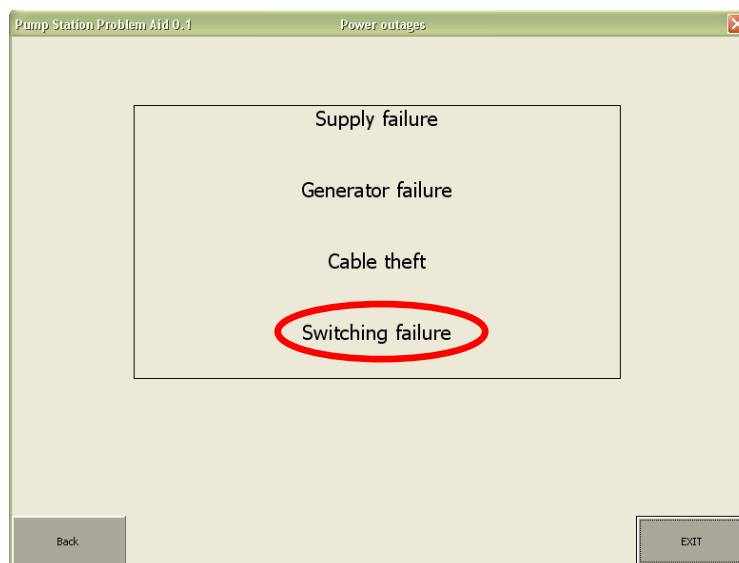 Pump Station Problem Aid 0.1 Power outages
Supply failure
Generator failure
Cable theft
Switching failure
Back EXIT